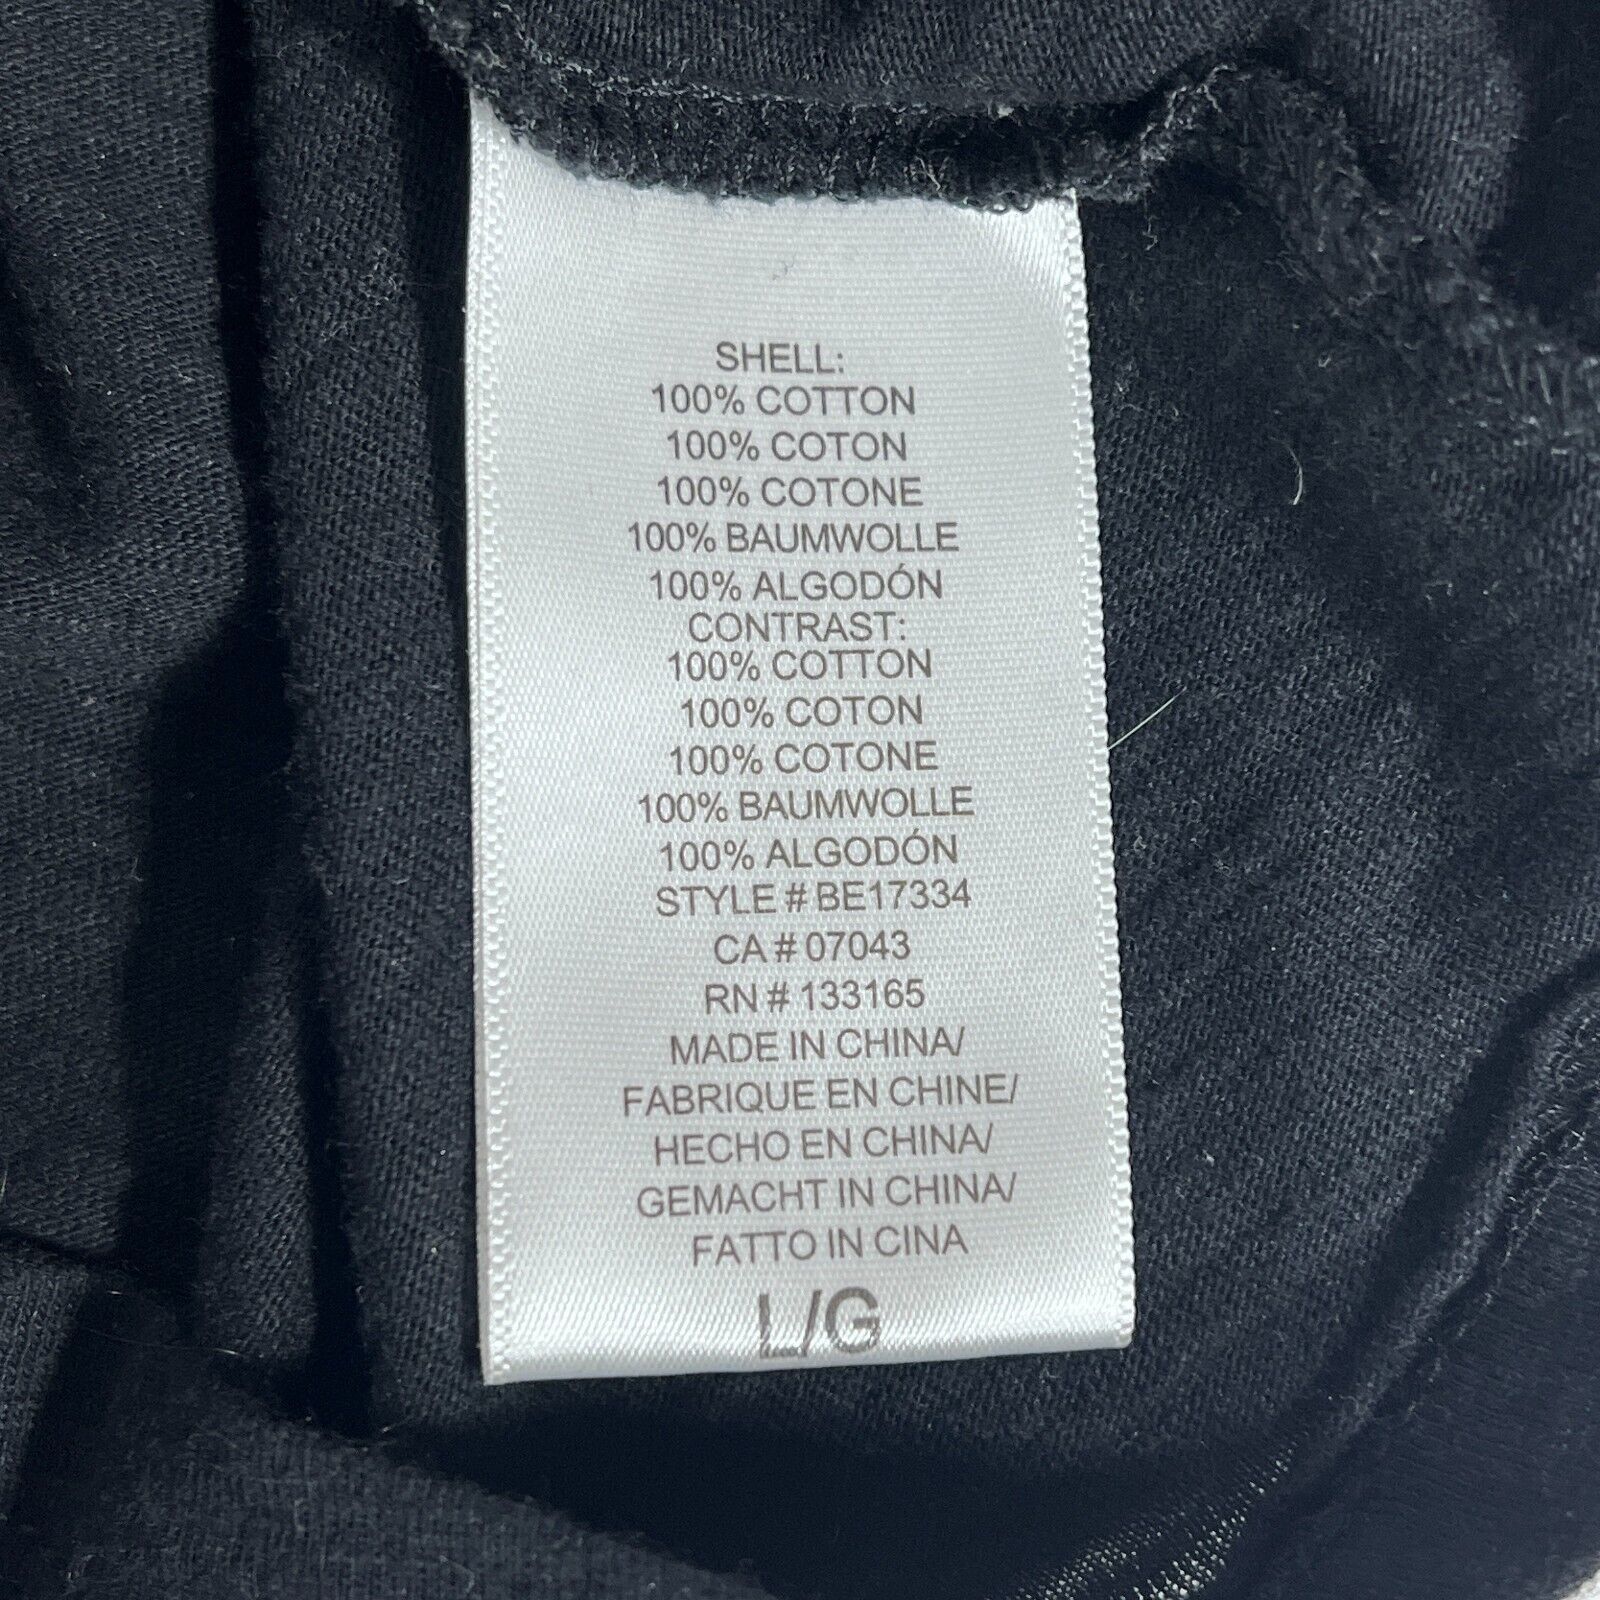 SHELL:
100% COTTON
100% COTON
100% COTONE
100% BAUMWOLLE
100% ALGODÓN
CONTRAST:
100% COTTON
100% COTON
100% COTONE
100% BAUMWOLLE
100% ALGODÓN
STYLE # BE17334
CA # 07043
RN # 133165
MADE IN CHINA/
FABRIQUE EN CHINE/
HECHO EN CHINA/
GEMACHT IN CHINA/
FATTO IN CINA
L/G